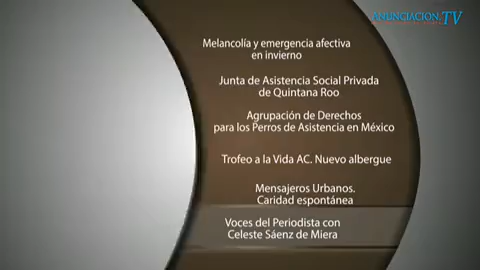 ANUNCIACION.TV
Melancolía y emergencia afectiva
en invierno
Junta de Asistencia Social Privada
de Quintana Roo
Agrupación de Derechos
para los Perros de Asistencia en México
Trofeo a la Vida AC. Nuevo albergue
Mensajeros Urbanos.
Caridad espontánea
Voces del Periodista con
Celeste Sáenz de Miera